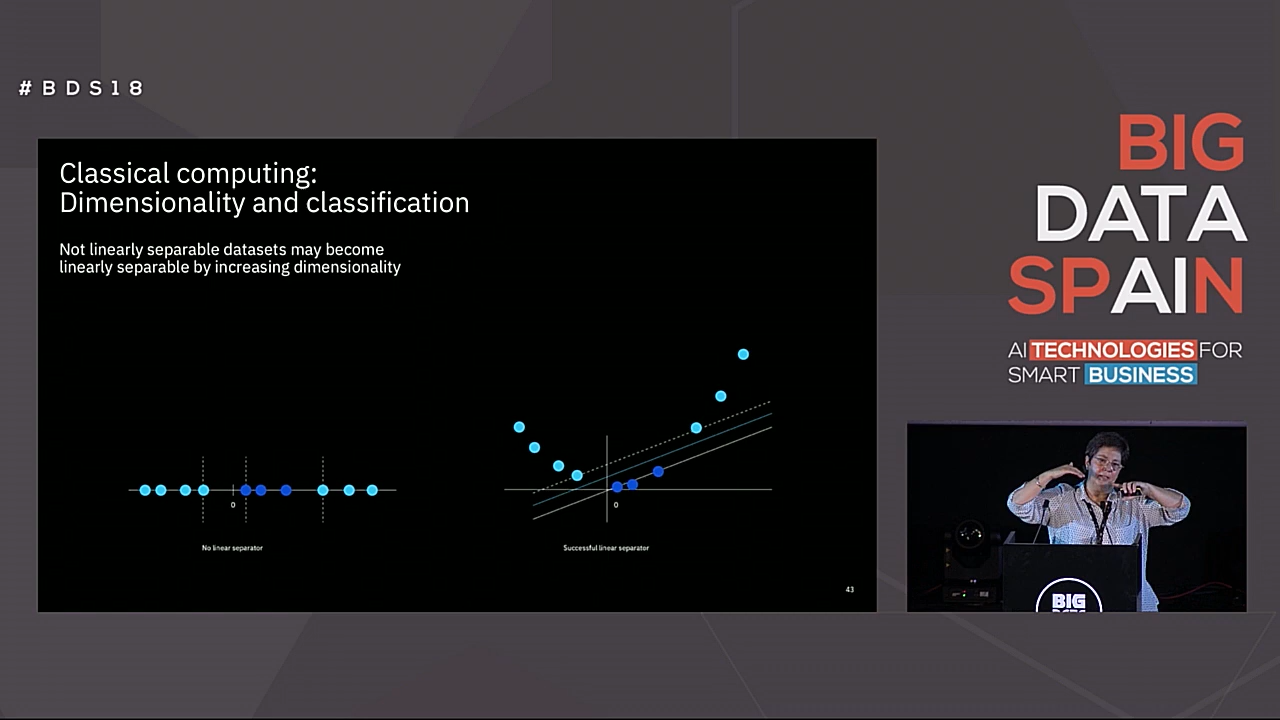 #BDS18
Classical computing:
Dimensionality and classification
Not linearly separable datasets may become
linearly separable by increasing dimensionality
0
No linear separator
0
Successful linear separator
43
BIG
DATA
SPAIN
AI TECHNOLOGIES FOR
SMART BUSINESS
BIG